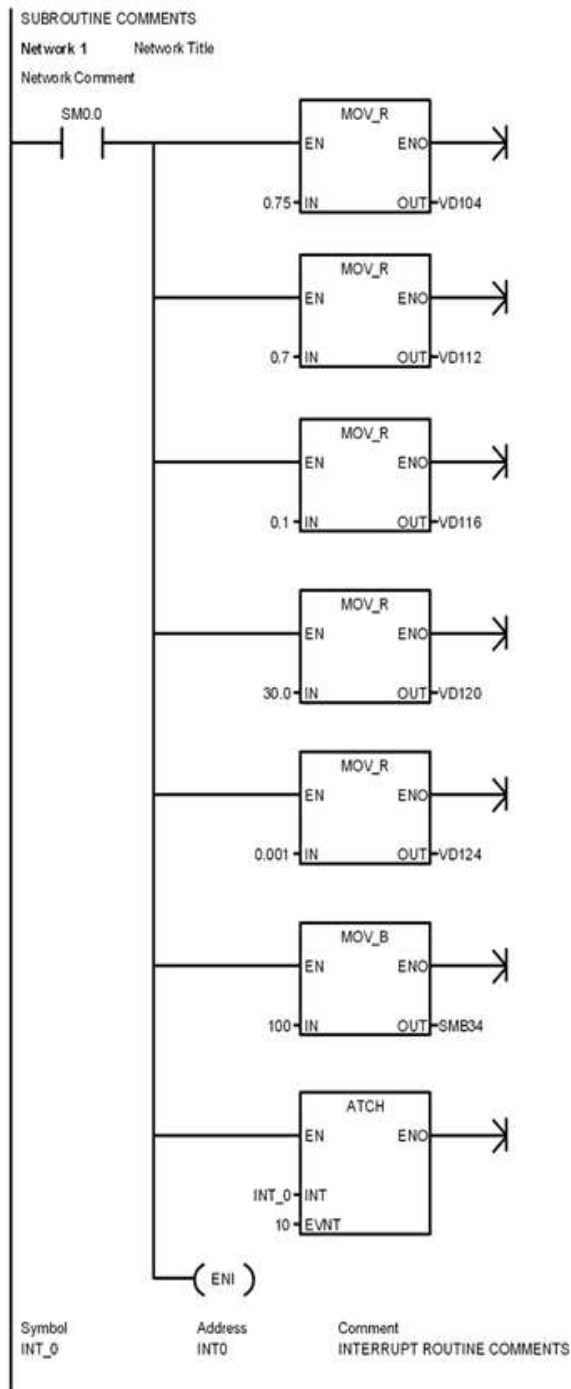 SUBROUTINE COMMENTS
Network 1 Network Title
Network Comment
SM0.0
MOV_R
EN ENO
0.75 IN OUT VD104
MOV_R
EN ENO
0.7 IN OUT VD112
MOV_R
EN ENO
0.1 IN OUT VD116
MOV_R
EN ENO
30.0 IN OUT VD120
MOV_R
EN ENO
0.001 IN OUT VD124
MOV_B
EN ENO
100 IN OUT SMB34
ATCH
EN ENO
INT_0 INT
10 EVNT
ENI
Symbol Address Comment
INT_0 INT0 INTERRUPT ROUTINE COMMENTS